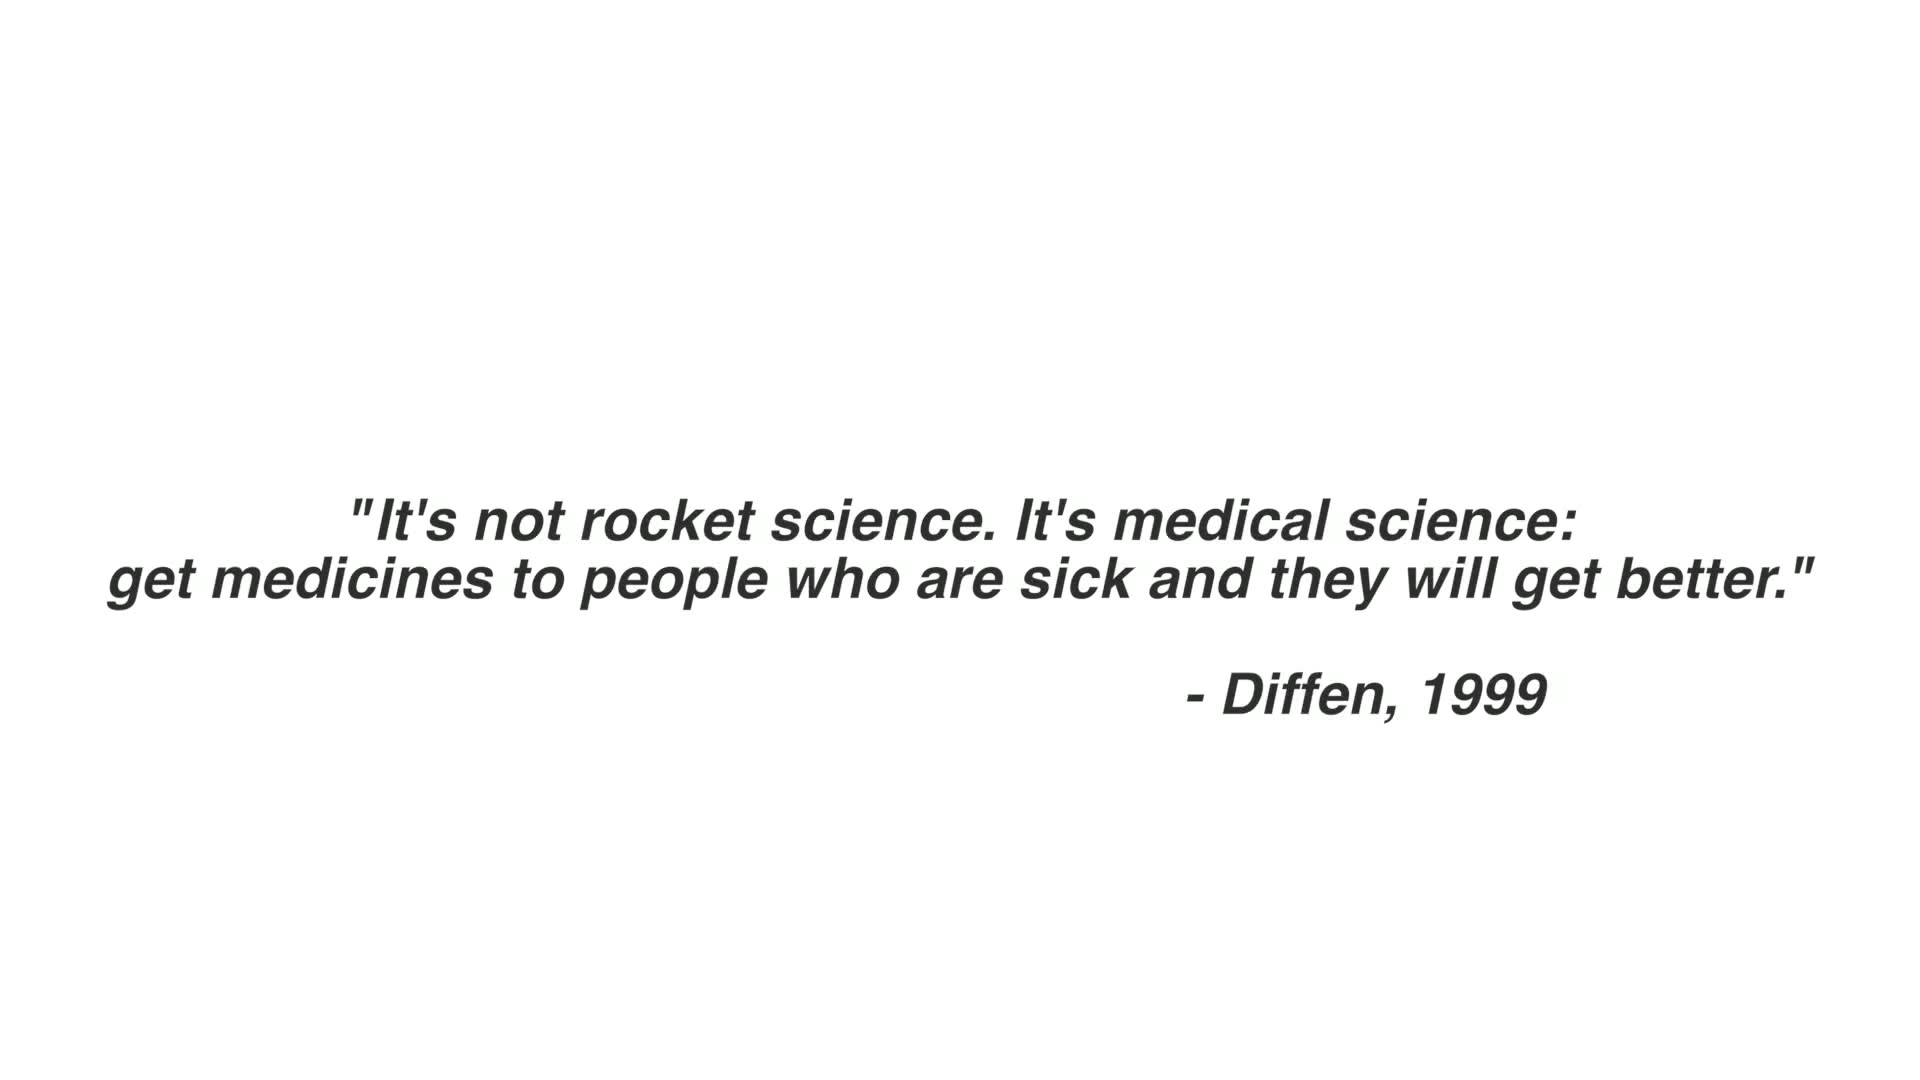 "It's not rocket science. It's medical science:
get medicines to people who are sick and they will get better."
- Diffen, 1999